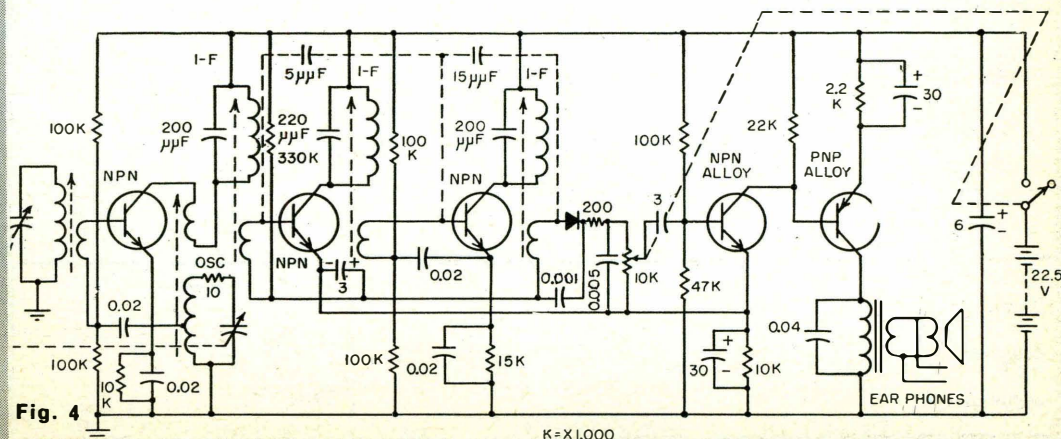 I-F
5μμF
I-F
15μμF
I-F
2.2
K
+
30
100K
200
μμF
220
μμF
330K
100
K
200
μμF
100K
22K
NPN
NPN
NPN
ALLOY
PNP
ALLOY
3
200
6
+
-
22.5
V
OSC
10
NPN
-
+
3
0.02
0.02
0.001
0.005
10K
47K
0.04
100K
10
K
0.02
100K
0.02
15K
30
+
-
10K
EAR PHONES
Fig. 4
K=X1,000